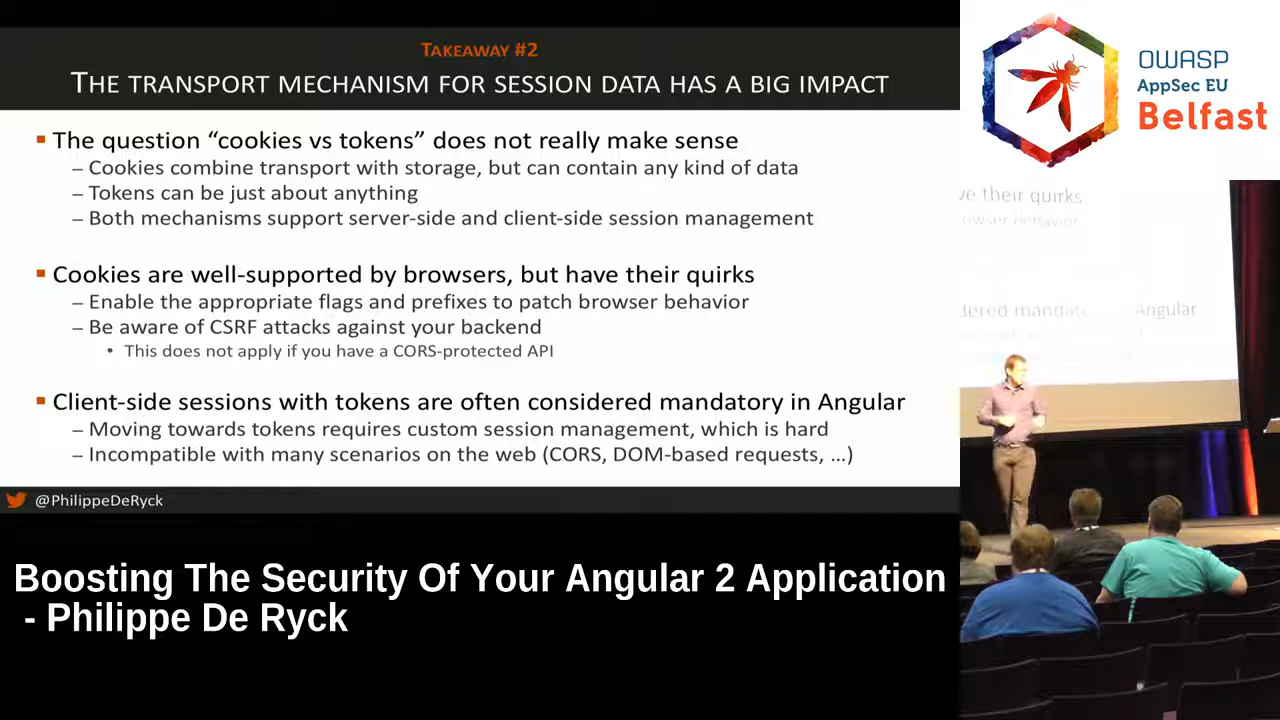 TAKEAWAY #2
THE TRANSPORT MECHANISM FOR SESSION DATA HAS A BIG IMPACT
▪ The question “cookies vs tokens” does not really make sense
– Cookies combine transport with storage, but can contain any kind of data
– Tokens can be just about anything
– Both mechanisms support server-side and client-side session management
▪ Cookies are well-supported by browsers, but have their quirks
– Enable the appropriate flags and prefixes to patch browser behavior
– Be aware of CSRF attacks against your backend
• This does not apply if you have a CORS-protected API
▪ Client-side sessions with tokens are often considered mandatory in Angular
– Moving towards tokens requires custom session management, which is hard
– Incompatible with many scenarios on the web (CORS, DOM-based requests, …)
@PhilippeDeRyck
Boosting The Security Of Your Angular 2 Application
- Philippe De Ryck
OWASP
AppSec EU
Belfast
their quirks
behavior
Angular